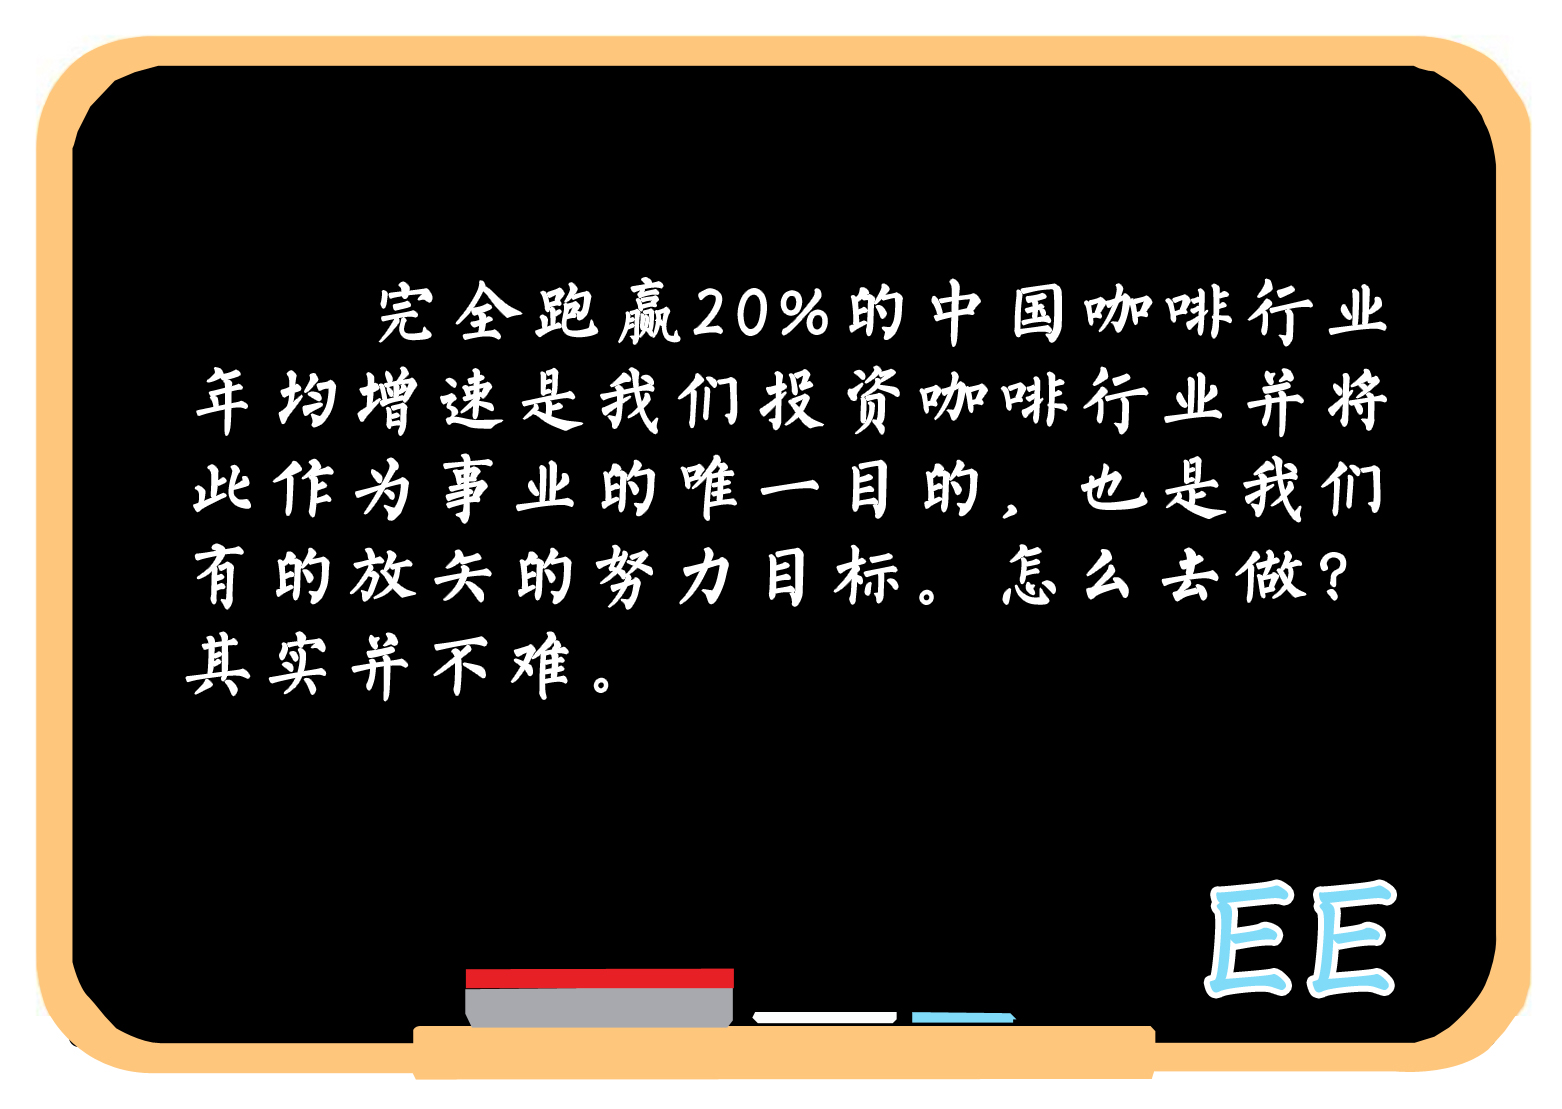 完全跑赢20%的中国咖啡行业
年均增速是我们投资咖啡行业并将
此作为事业的唯一目的，也是我们
有的放矢的努力目标。怎么去做?
其实并不难。
EE